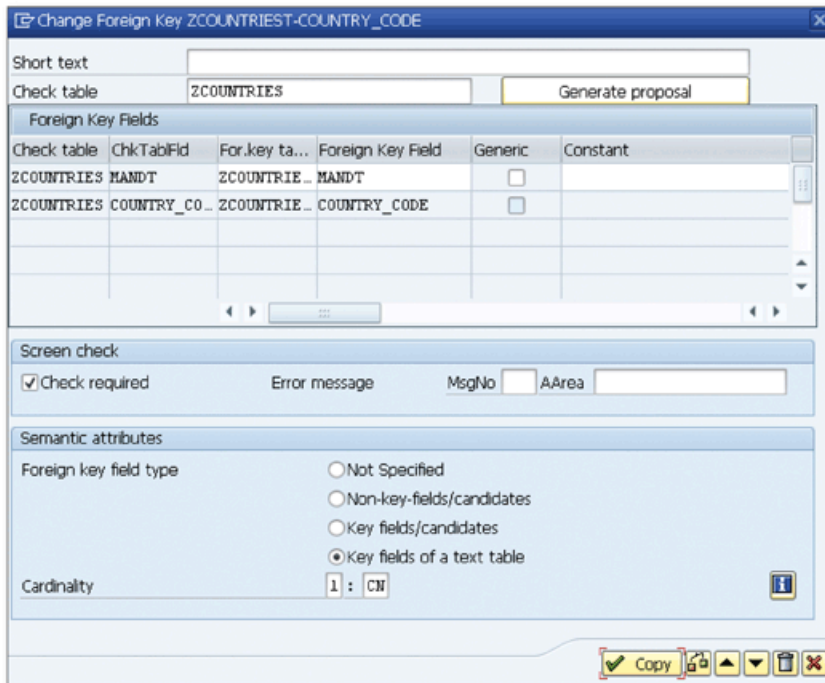 Change Foreign Key ZCOUNTRIEST-COUNTRY_CODE
Short text
Check table ZCOUNTRIES Generate proposal
Foreign Key Fields
Check table ChkTablFld For.key ta... Foreign Key Field Generic Constant
ZCOUNTRIES MANDT ZCOUNTRIE... MANDT
ZCOUNTRIES COUNTRY_CO... ZCOUNTRIE... COUNTRY_CODE
Screen check
Check required Error message MsgNo AArea
Semantic attributes
Foreign key field type Not Specified
Non-key-fields/candidates
Key fields/candidates
Key fields of a text table
Cardinality 1 : CN
Copy